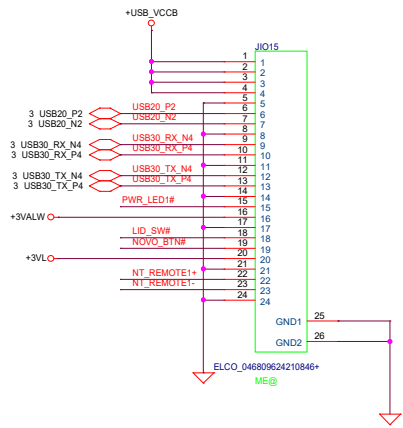 +USB_VCCB
JIO15
1 1
2 2
3 3
4 4
5 5
3 USB20_P2 USB20_P2 6 6
3 USB20_N2 USB20_N2 7 7
8 8
3 USB30_RX_N4 USB30_RX_N4 9 9
3 USB30_RX_P4 USB30_RX_P4 10 10
11 11
3 USB30_TX_N4 USB30_TX_N4 12 12
3 USB30_TX_P4 USB30_TX_P4 13 13
14 14
PWR_LED1# 15 15
+3VALW 16 16
17 17
LID_SW# 18 18
NOVO_BTN# 19 19
+3VL 20 20
21 21
NT_REMOTE1+ 22 22
NT_REMOTE1- 23 23
24 24
GND1 25
GND2 26
ELCO_046809624210846+
ME@